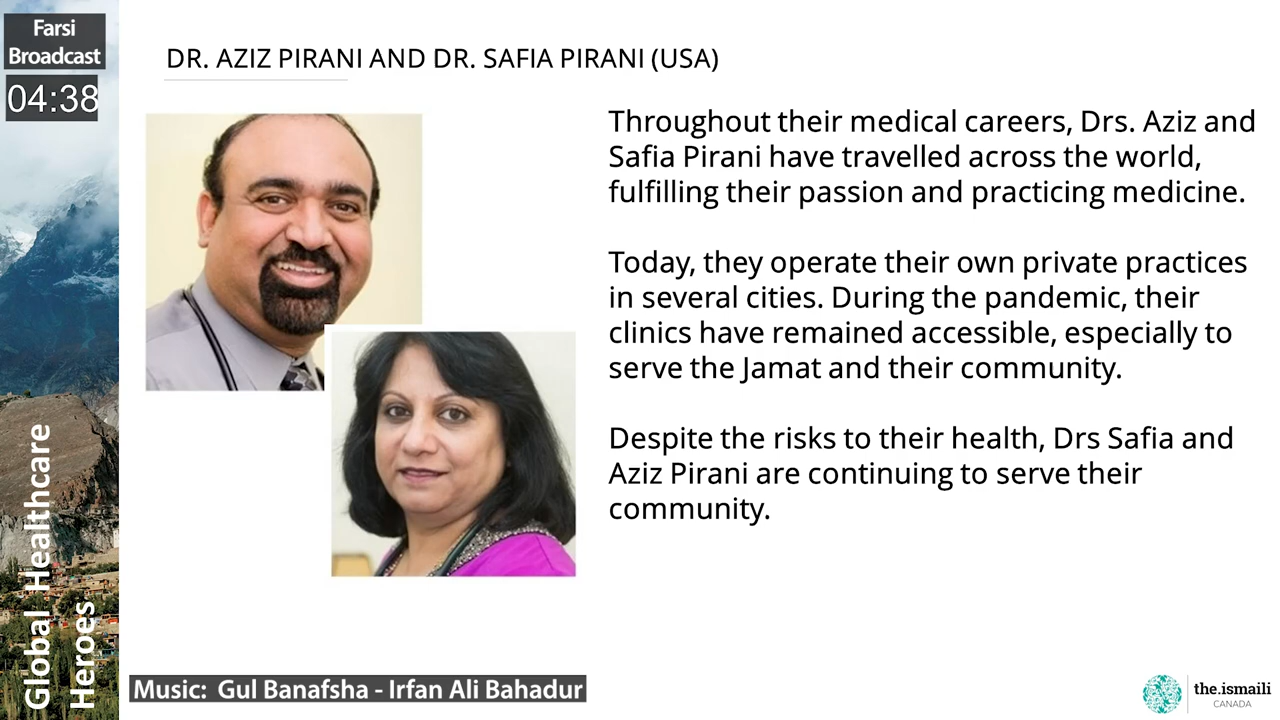 Farsi
Broadcast
04:38
DR. AZIZ PIRANI AND DR. SAFIA PIRANI (USA)
Throughout their medical careers, Drs. Aziz and
Safia Pirani have travelled across the world,
fulfilling their passion and practicing medicine.
Today, they operate their own private practices
in several cities. During the pandemic, their
clinics have remained accessible, especially to
serve the Jamat and their community.
Despite the risks to their health, Drs Safia and
Aziz Pirani are continuing to serve their
community.
Global Healthcare
Heroes
Music: Gul Banafsha - Irfan Ali Bahadur
the.ismaili
CANADA